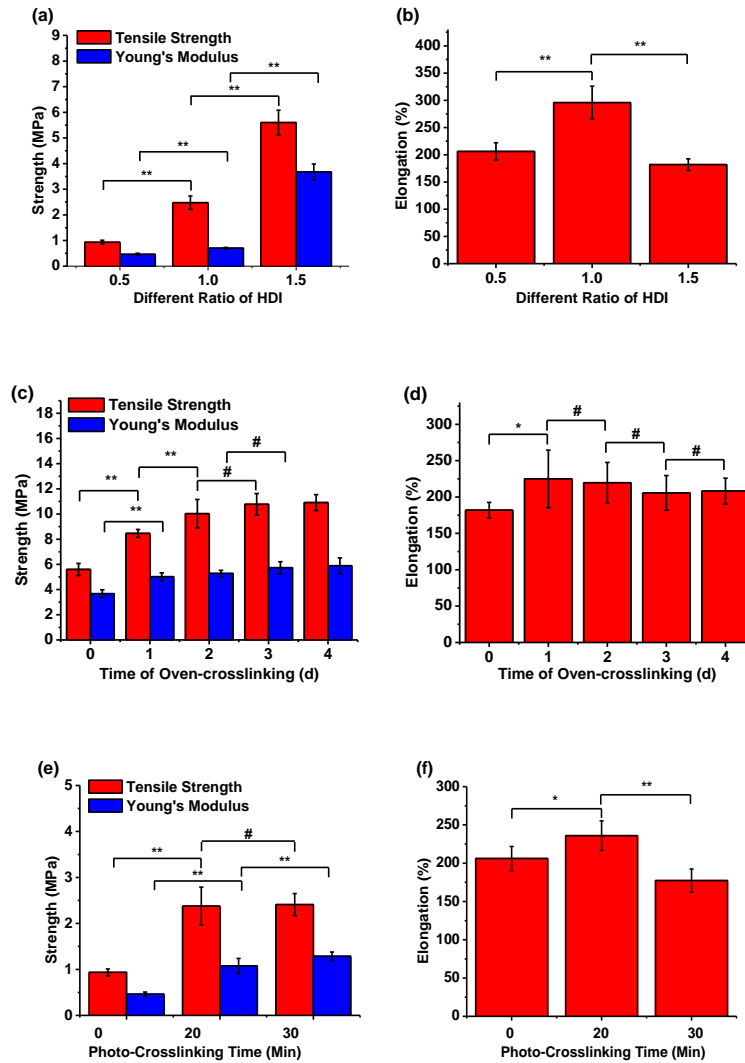 (a)
Tensile Strength
Young's Modulus
**
**
**
**
Strength (MPa)
9
8
7
6
5
4
3
2
1
0
0.5 1.0 1.5
Different Ratio of HDI
(b)
**
**
Elongation (%)
400
350
300
250
200
150
100
50
0
0.5 1.0 1.5
Different Ratio of HDI
(c)
Tensile Strength
Young's Modulus
#
**
#
**
**
Strength (MPa)
18
16
14
12
10
8
6
4
2
0
0 1 2 3 4
Time of Oven-crosslinking (d)
(d)
*
#
#
#
Elongation (%)
300
250
200
150
100
50
0
0 1 2 3 4
Time of Oven-crosslinking (d)
(e)
Tensile Strength
Young's Modulus
#
**
**
**
Strength (MPa)
5
4
3
2
1
0
0 20 30
Photo-Crosslinking Time (Min)
(f)
*
**
Elongation (%)
300
250
200
150
100
50
0
0 20 30
Photo-Crosslinking Time (Min)